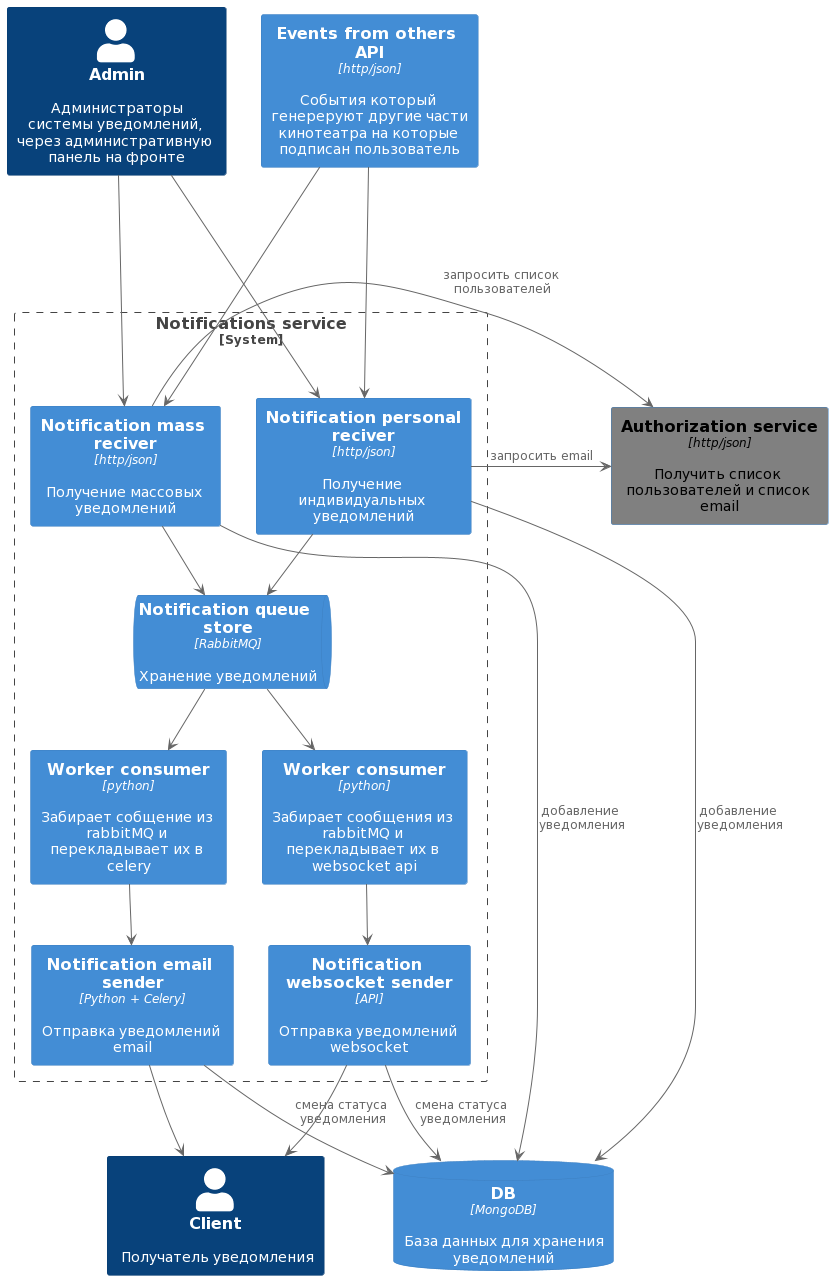 Admin
Администраторы
системы уведомлений,
через административную
панель на фронте
Events from others
API
[http/json]
События который
генереруют другие части
кинотеатра на которые
подписан пользователь
запросить список
пользователей
Notifications service
[System]
Notification mass
reciver
[http/json]
Получение массовых
уведомлений
Notification personal
reciver
[http/json]
Получение
индивидуальных
уведомлений
запросить email
Authorization service
[http/json]
Получить список
пользователей и список
email
Notification queue
store
[RabbitMQ]
Хранение уведомлений
Worker consumer
[python]
Забирает собщение из
rabbitMQ и
перекладывает их в
celery
Worker consumer
[python]
Забирает сообщения из
rabbitMQ и
перекладывает их в
websocket api
добавление
уведомления
добавление
уведомления
Notification email
sender
[Python + Celery]
Отправка уведомлений
email
Notification
websocket sender
[API]
Отправка уведомлений
websocket
смена статуса
уведомления
смена статуса
уведомления
Client
Получатель уведомления
DB
[MongoDB]
База данных для хранения
уведомлений